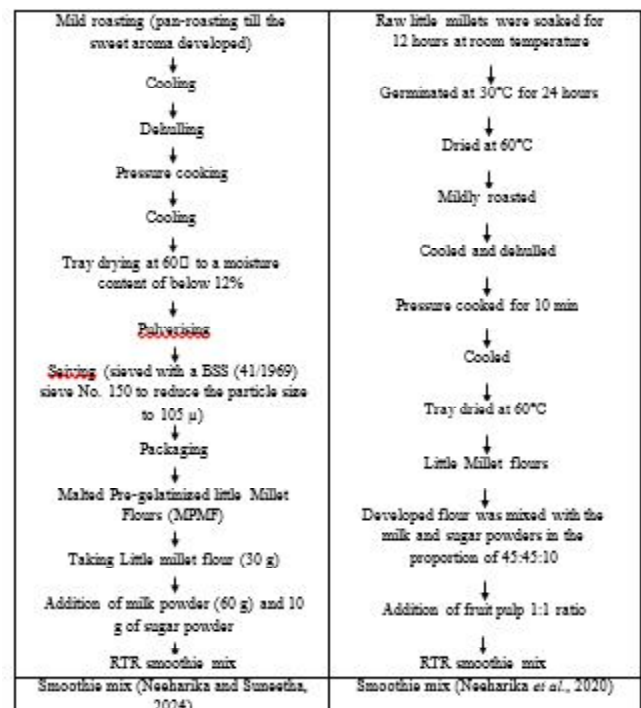 Mild roasting (pan-roasting till the
sweet aroma developed)
Cooling
Dehulling
Pressure cooking
Cooling
Tray drying at 60▯ to a moisture
content of below 12%
Pulverising
Seizing (sieved with a BSS (41/1969)
sieve No. 150 to reduce the particle size
to 105 µ)
Packaging
Malted Pre-gelatinized little Millet
Flours (MPMF)
Taking Little millet flour (30 g)
Addition of milk powder (60 g) and 10
g of sugar powder
RTR smoothie mix
Smoothie mix (Neeharika and Suneetha,
2024)
Raw little millets were soaked for
12 hours at room temperature
Germinated at 30°C for 24 hours
Dried at 60°C
Mildly roasted
Cooled and dehulled
Pressure cooked for 10 min
Cooled
Tray dried at 60°C
Little Millet flours
Developed flour was mixed with the
milk and sugar powders in the
proportion of 45:45:10
Addition of fruit pulp 1:1 ratio
RTR smoothie mix
Smoothie mix (Neeharika et al., 2020)